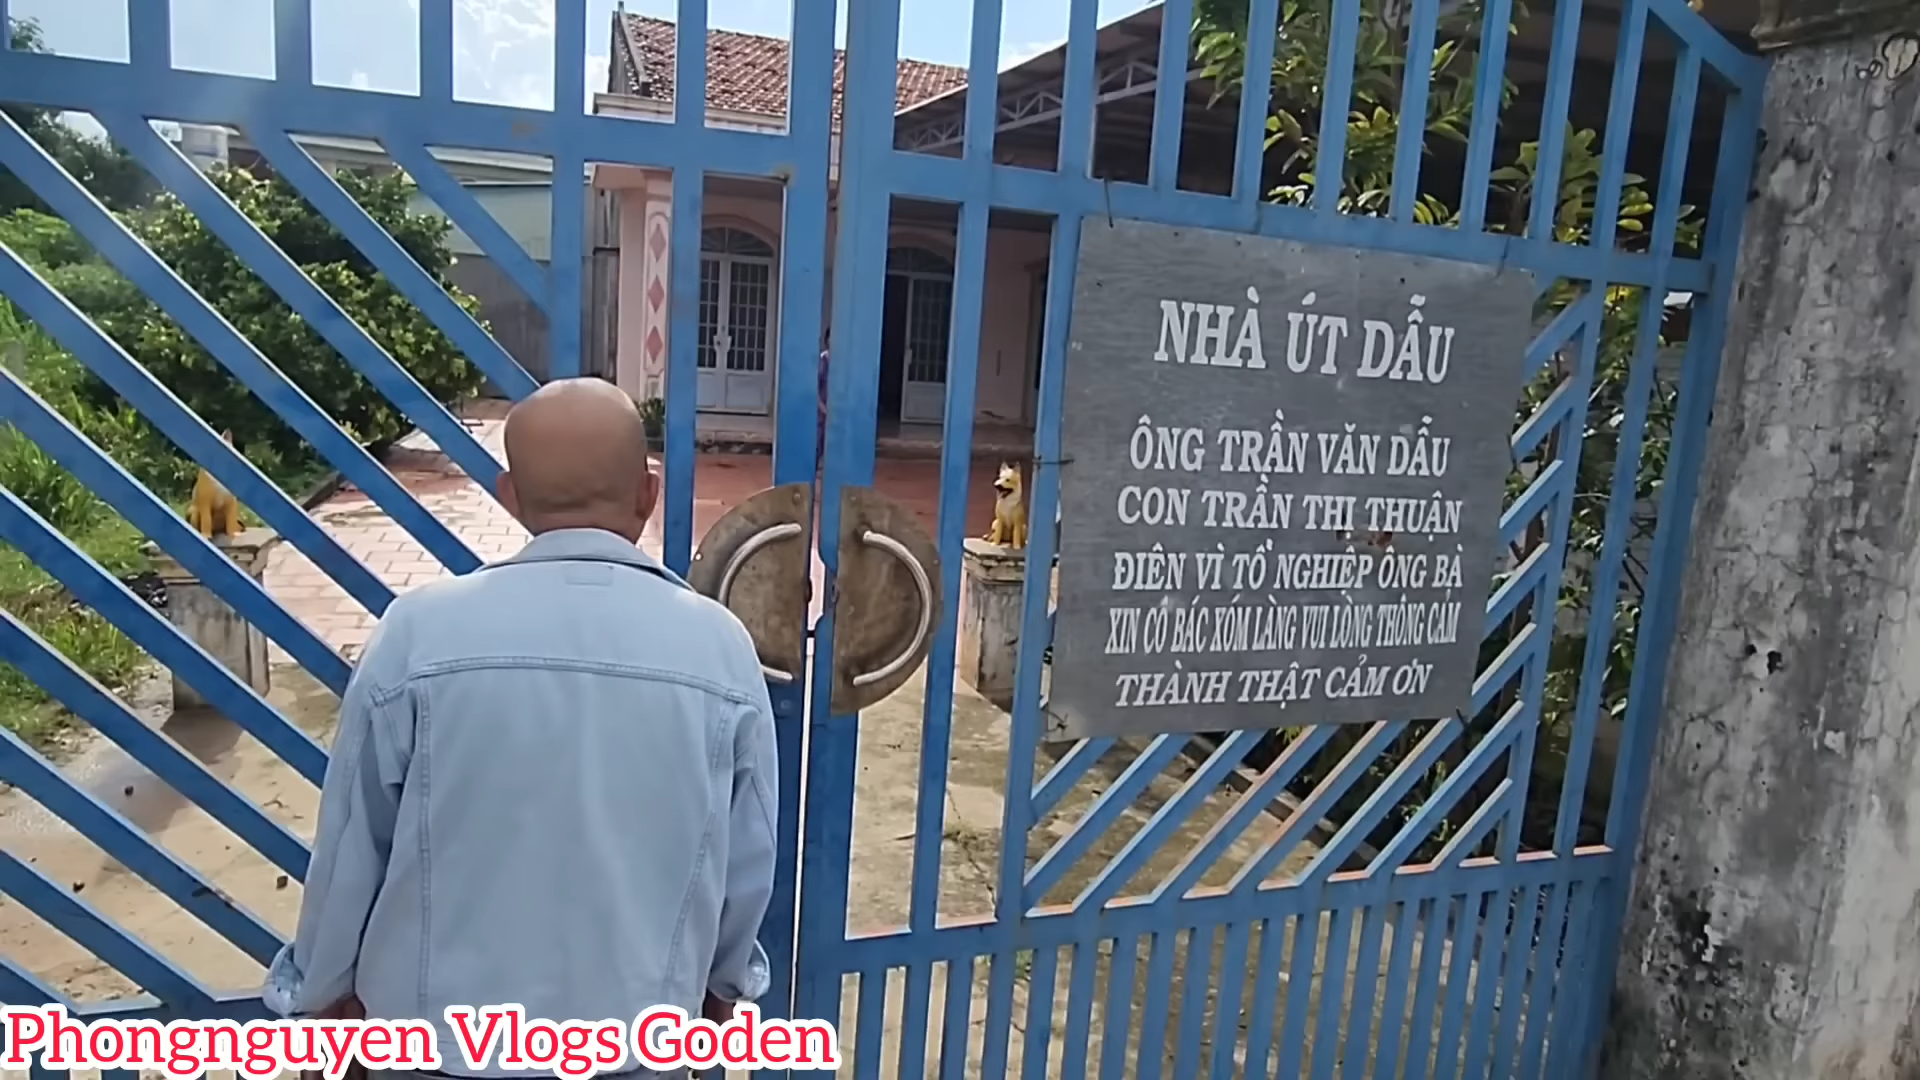 NHÀ ÚT DẪU
ÔNG TRẦN VĂN DẪU
CON TRẦN THỊ THUẬN
ĐIÊN VÌ TỔ NGHIỆP ÔNG BÀ
XIN CÔ BÁC XÓM LÀNG VUI LÒNG THÔNG CẢM
THÀNH THẬT CẢM ƠN
Phongnguyen Vlogs Goden